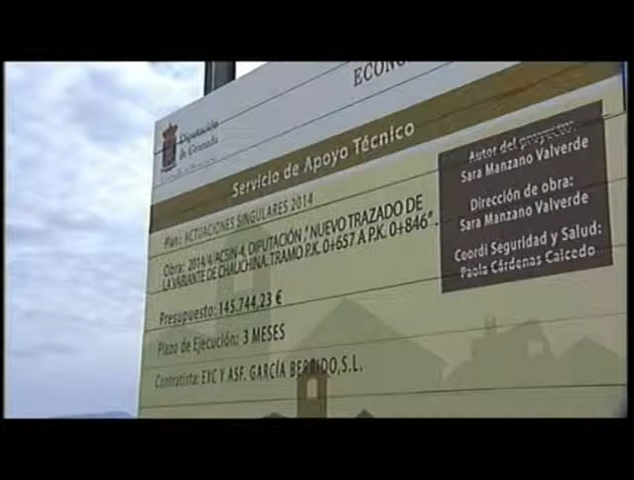 ECONO
Diputación
de Granada
Servicio de Apoyo Técnico
Plan: ACTUACIONES SINGULARES 2014
Obra: 2014/4/ACSIN-4, DIPUTACIÓN / "NUEVO TRAZADO DE
LA VARIANTE DE CHAUCHINA. TRAMO P.K. 0+657 A P.K. 0+846".
Presupuesto: 145.744,23 €
Plazo de Ejecución: 3 MESES
Contratista: EXC Y ASF. GARCÍA BERRIDO, S.L.
Autor del proyecto:
Sara Manzano Valverde
Dirección de obra:
Sara Manzano Valverde
Coordi Seguridad y Salud:
Paola Cárdenas Caicedo